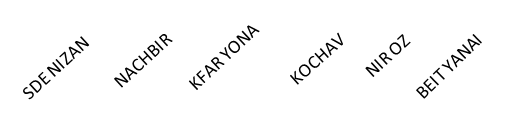 SDE NIZAN
NACHBIR
KFAR YONA
KOCHAV
NIR OZ
BEIT YANAI